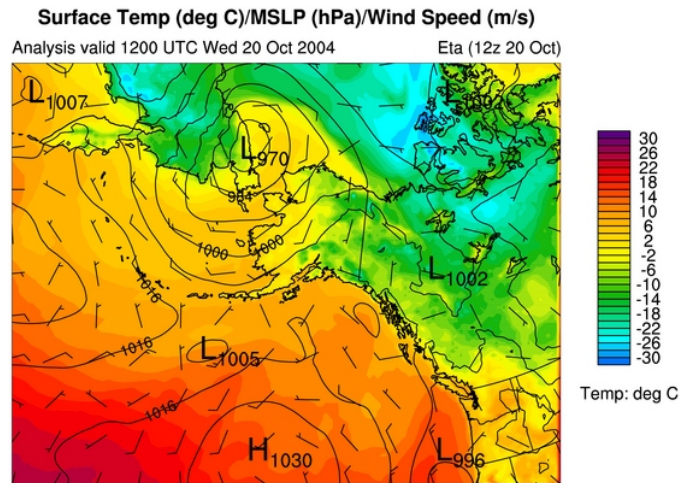 Surface Temp (deg C)/MSLP (hPa)/Wind Speed (m/s)
Analysis valid 1200 UTC Wed 20 Oct 2004
Eta (12z 20 Oct)
L1007
L1002
L970
984
1000
1000
L1002
1016
1016
L1005
1016
H1030
L996
30
26
22
18
14
10
6
2
-2
-6
-10
-14
-18
-22
-26
-30
Temp: deg C